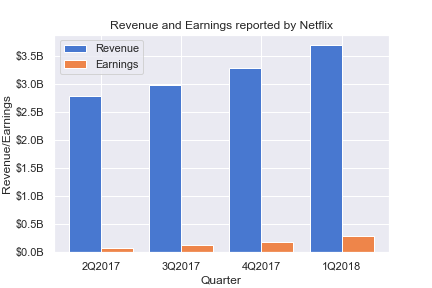 Revenue and Earnings reported by Netflix
Revenue
Earnings
$3.5B
$3.0B
$2.5B
$2.0B
$1.5B
$1.0B
$0.5B
$0.0B
Revenue/Earnings
2Q2017 3Q2017 4Q2017 1Q2018
Quarter